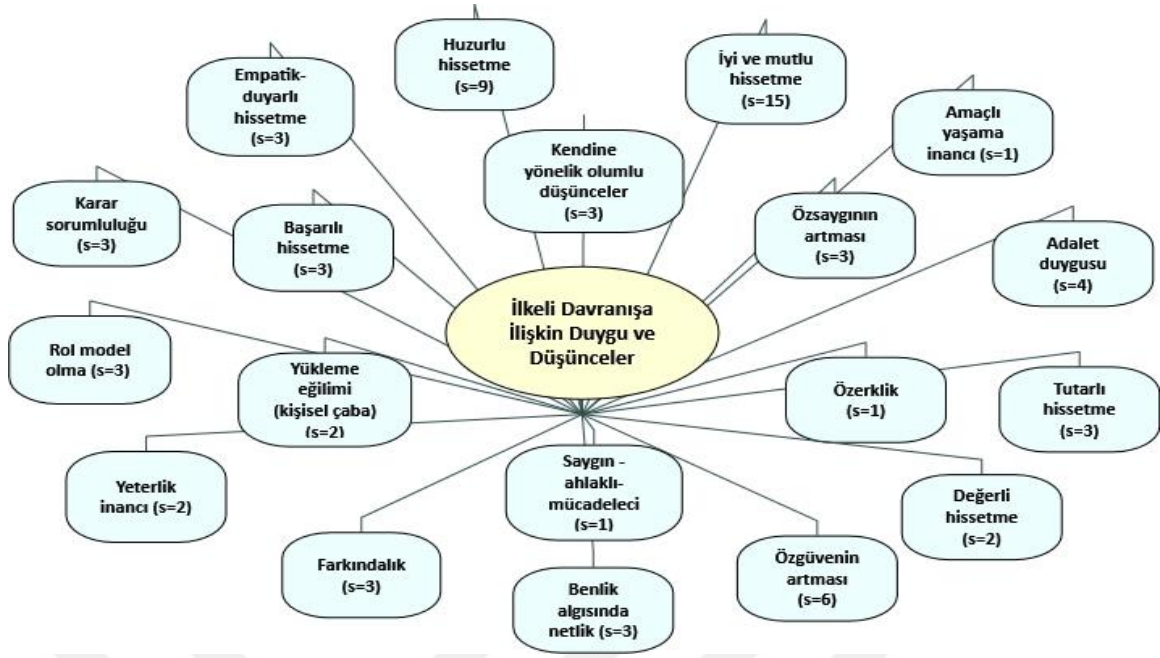 Huzurlu
hissetme
(s=9)
İyi ve mutlu
hissetme
(s=15)
Empatik-
duyarlı
hissetme
(s=3)
Amaçlı
yaşama
inancı (s=1)
Kendine
yönelik olumlu
düşünceler
(s=3)
Karar
sorumluluğu
(s=3)
Başarılı
hissetme
(s=3)
Özsaygının
artması
(s=3)
Adalet
duygusu
(s=4)
İlkeli Davranışa
İlişkin Duygu ve
Düşünceler
Rol model
olma (s=3)
Yükleme
eğilimi
(kişisel çaba)
(s=2)
Özerklik
(s=1)
Tutarlı
hissetme
(s=3)
Yeterlik
inancı (s=2)
Saygın -
ahlaklı-
mücadeleci
(s=1)
Değerli
hissetme
(s=2)
Farkındalık
(s=3)
Özgüvenin
artması
(s=6)
Benlik
algısında
netlik (s=3)